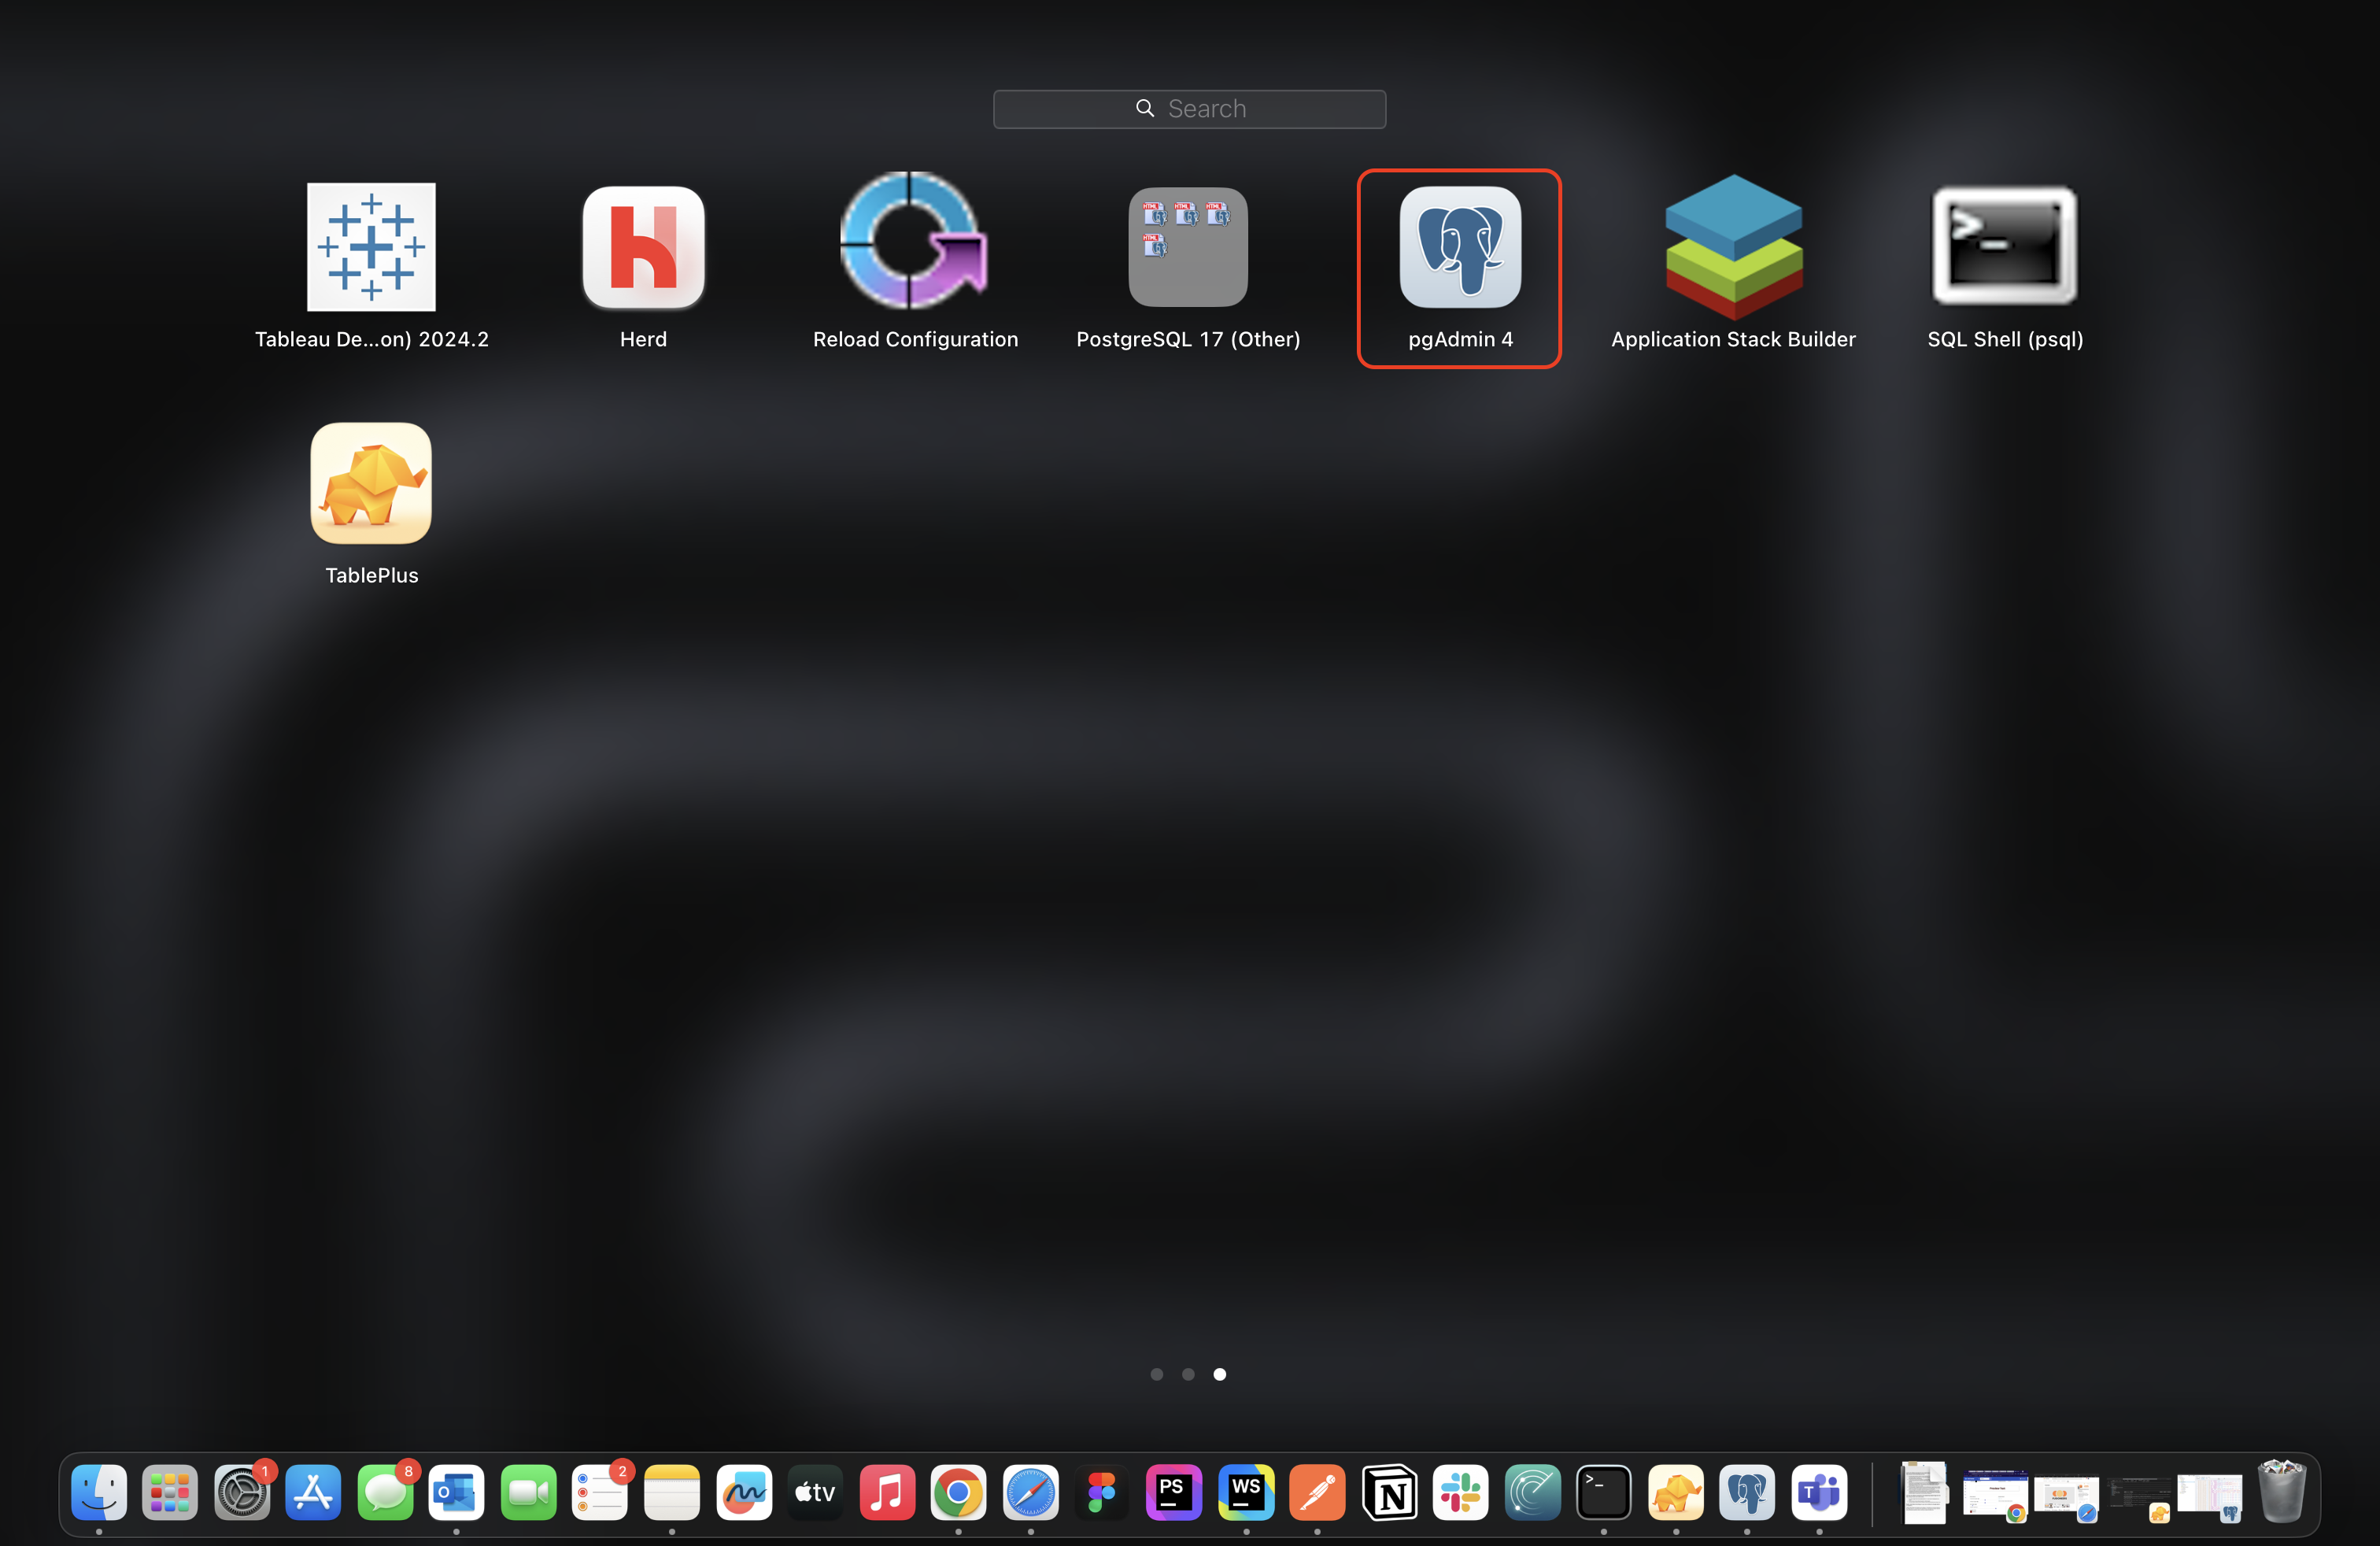 Search
Tableau De...on) 2024.2
Herd
Reload Configuration
PostgreSQL 17 (Other)
pgAdmin 4
Application Stack Builder
SQL Shell (psql)
TablePlus
1
8
O
2
tv
PS
WS
N
>_
T